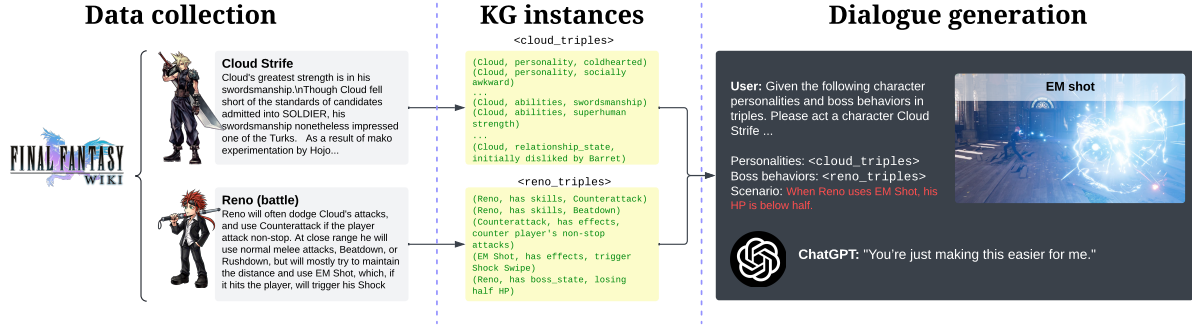 Data collection
KG instances
Dialogue generation
FINAL FANTASY
WIKI
Cloud Strife
Cloud's greatest strength is in his
swordsmanship.\nThough Cloud fell
short of the standards of candidates
admitted into SOLDIER, his
swordsmanship nonetheless impressed
one of the Turks.   As a result of mako
experimentation by Hojo...
Reno (battle)
Reno will often dodge Cloud's attacks,
and use Counterattack if the player
attack non-stop. At close range he will
use normal melee attacks, Beatdown, or
Rushdown, but will mostly try to maintain
the distance and use EM Shot, which, if
it hits the player, will trigger his Shock
<cloud_triples>
(Cloud, personality, coldhearted)
(Cloud, personality, socially
awkward)
...
(Cloud, abilities, swordsmanship)
(Cloud, abilities, superhuman
strength)
...
(Cloud, relationship_state,
initially disliked by Barret)
<reno_triples>
(Reno, has skills, Counterattack)
(Reno, has skills, Beatdown)
(Counterattack, has effects,
counter player's non-stop
attacks)
(EM Shot, has effects, trigger
Shock Swipe)
(Reno, has boss_state, losing
half HP)
User: Given the following character
personalities and boss behaviors in
triples. Please act a character Cloud
Strife ...
Personalities: <cloud_triples>
Boss behaviors: <reno_triples>
Scenario: When Reno uses EM Shot, his
HP is below half.
EM shot
ChatGPT: "You're just making this easier for me."